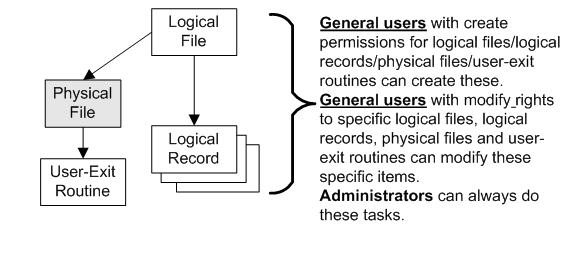 Logical
File
Physical
File
User-Exit
Routine
Logical
Record
General users with create
permissions for logical files/logical
records/physical files/user-exit
routines can create these.
General users with modify rights
to specific logical files, logical
records, physical files and user-
exit routines can modify these
specific items.
Administrators can always do
these tasks.